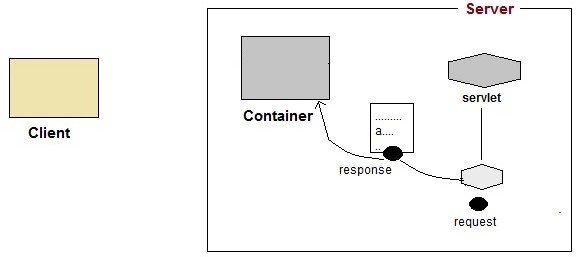 Server
Client
Container
servlet
.........
a....
..
response
request